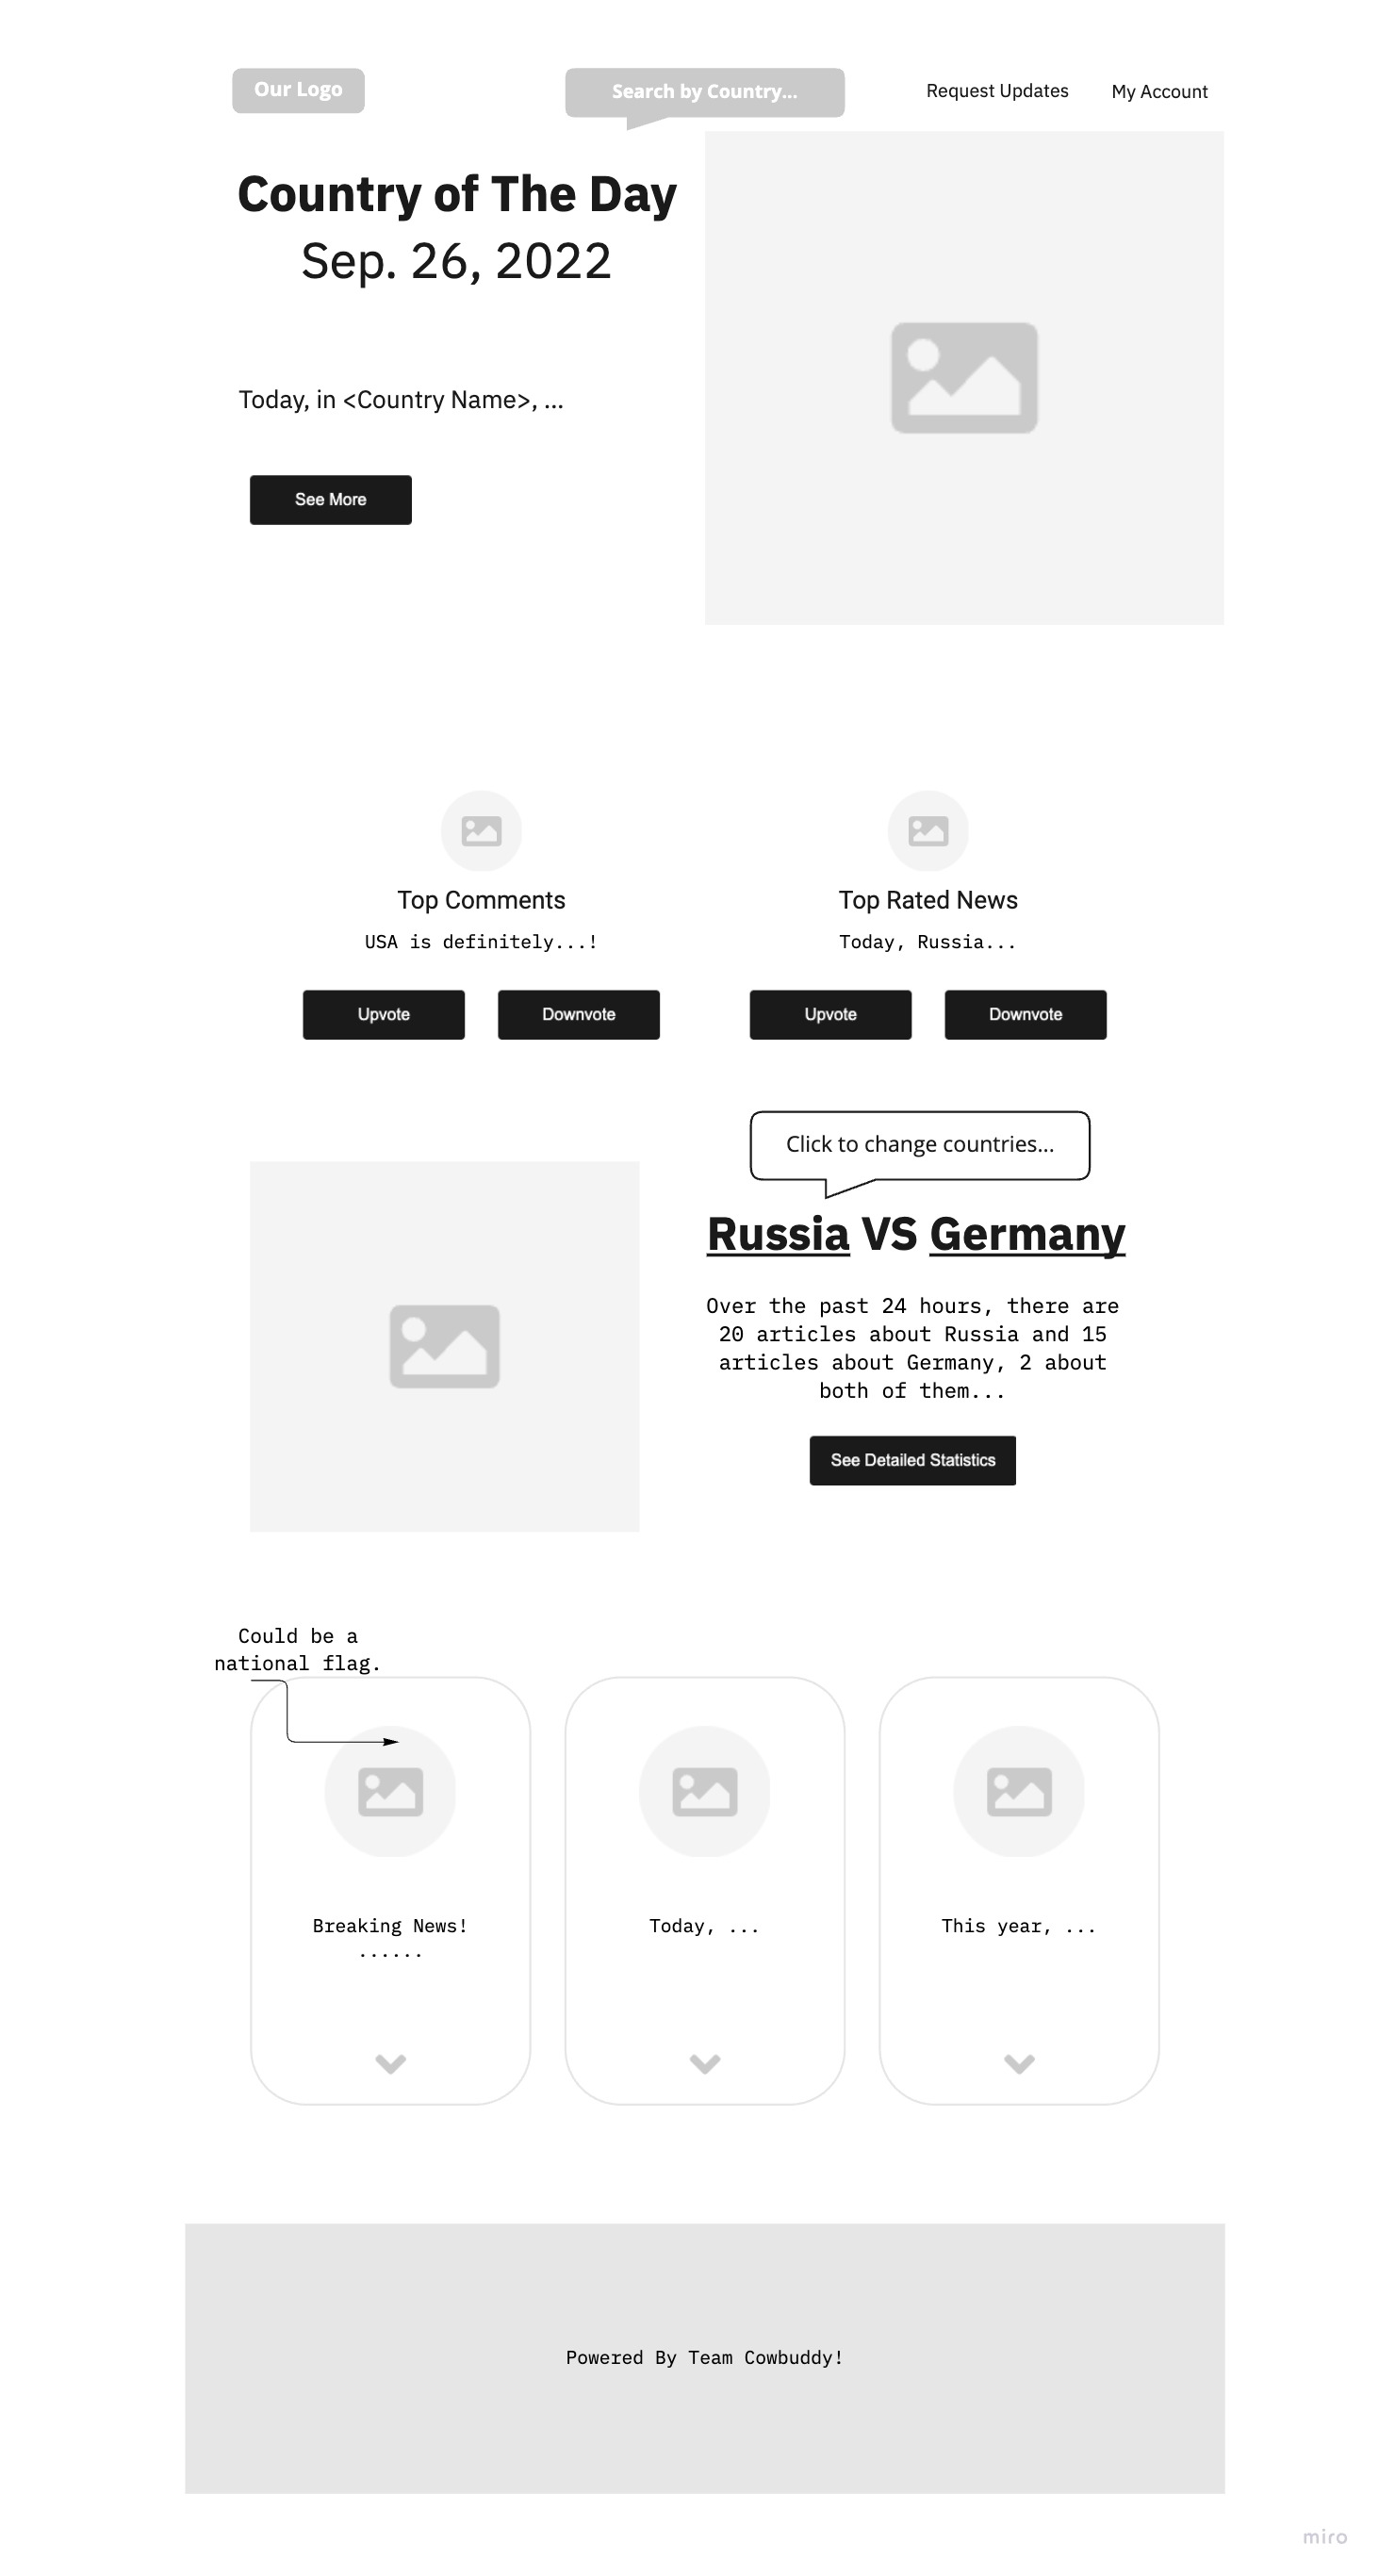 Our Logo
Search by Country...
Request Updates
My Account
Country of The Day
Sep. 26, 2022
Today, in <Country Name>, ...
See More
Top Comments
USA is definitely...!
Upvote
Downvote
Top Rated News
Today, Russia...
Upvote
Downvote
Click to change countries...
Russia VS Germany
Over the past 24 hours, there are
20 articles about Russia and 15
articles about Germany, 2 about
both of them...
See Detailed Statistics
Could be a
national flag.
Breaking News!
......
Today, ...
This year, ...
Powered By Team Cowbuddy!
miro